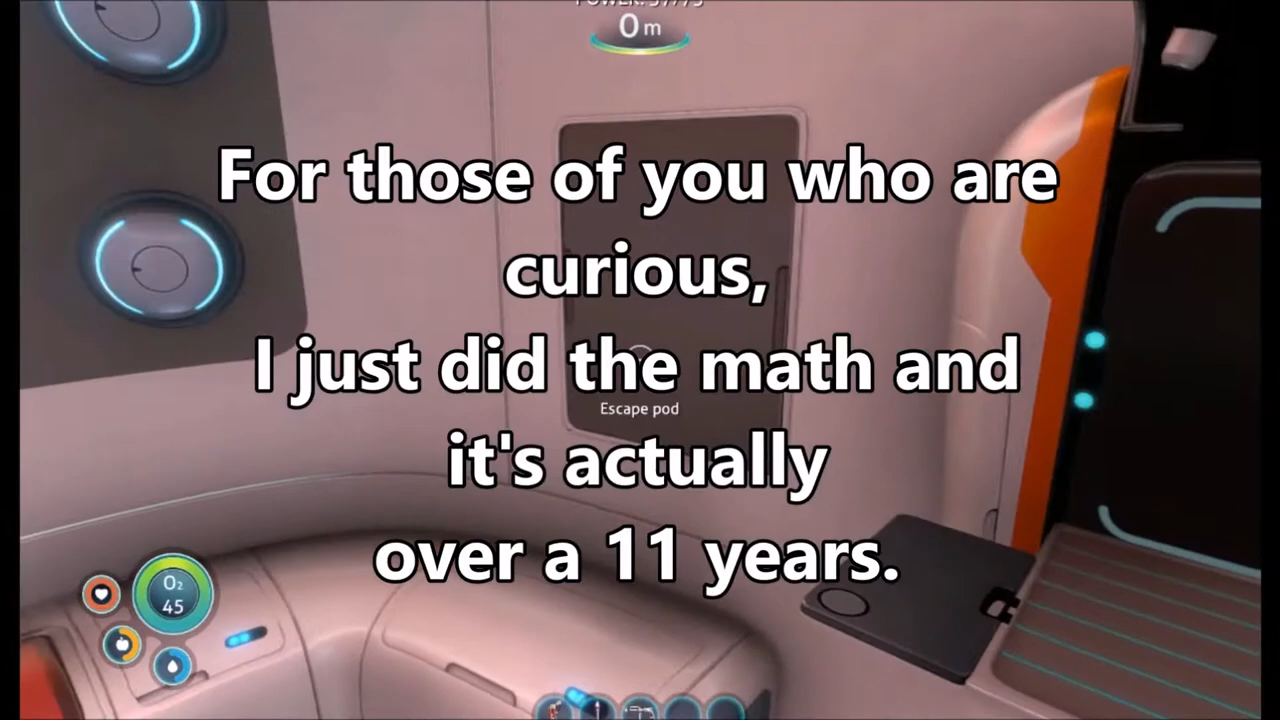 0 m
For those of you who are
curious,
I just did the math and
it's actually
over a 11 years.
Escape pod
O₂
45